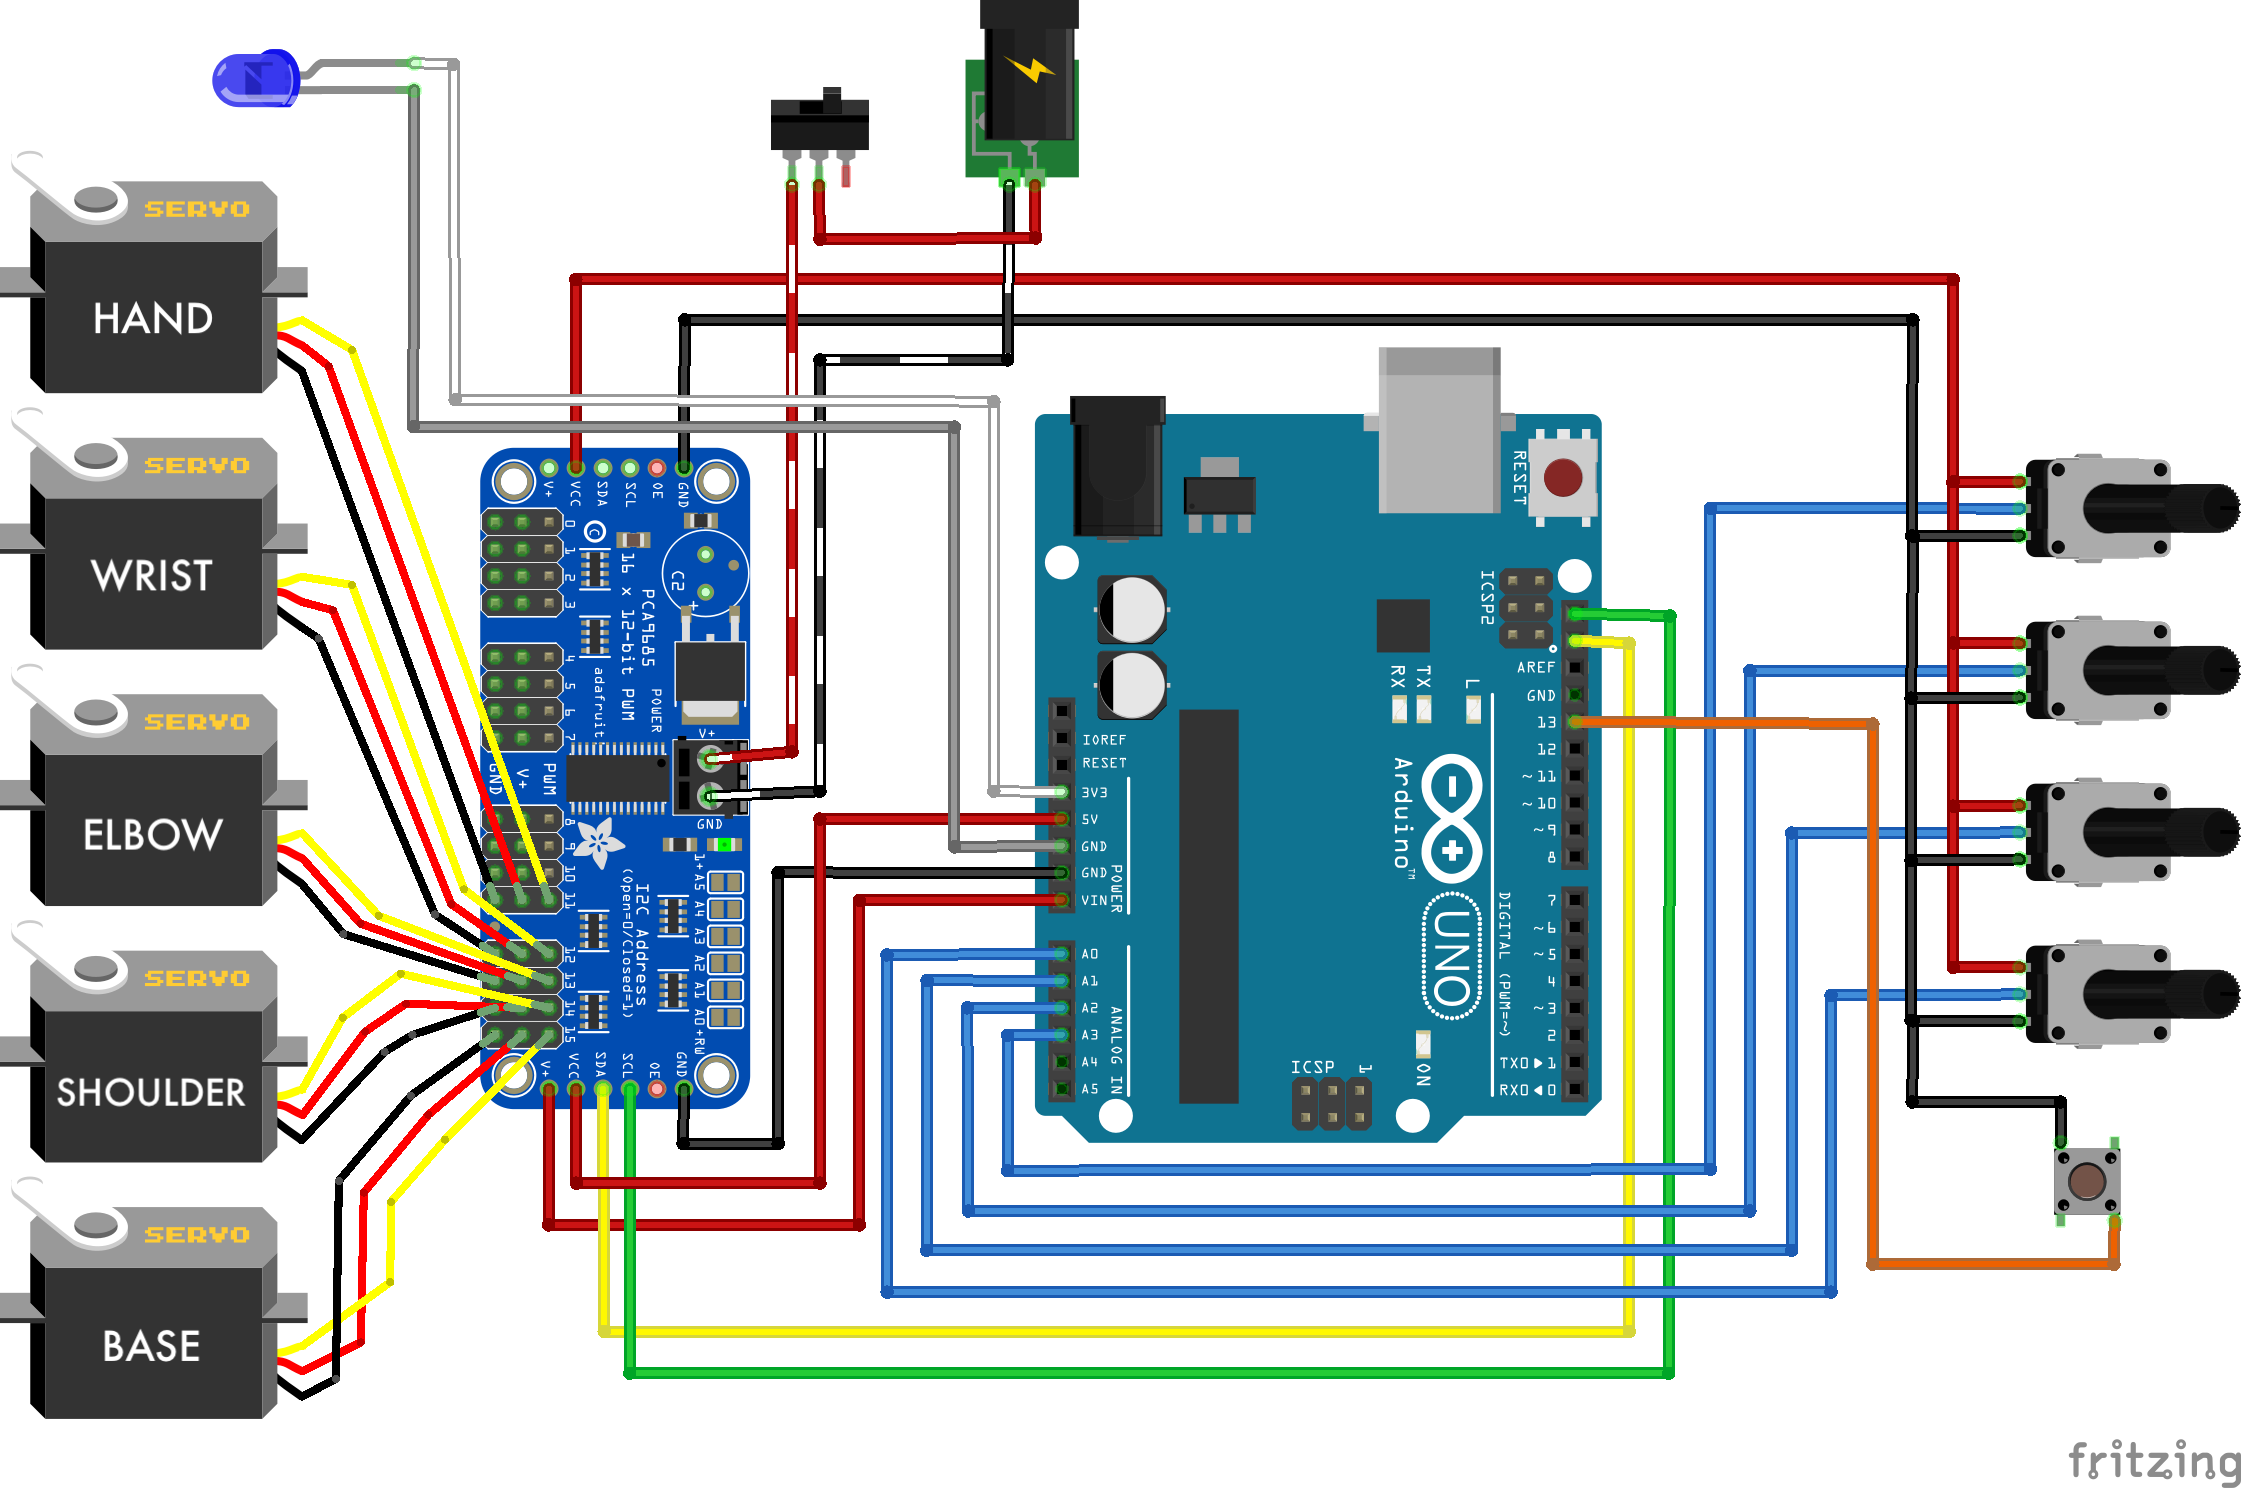 SERVO
HAND
SERVO
WRIST
SERVO
ELBOW
SERVO
SHOULDER
SERVO
BASE
V+
VCC
SDA
SCL
OE
GND
0
1
2
3
4
5
6
7
8
9
10
11
12
13
14
15
C
C2
+
16 x 12-bit PWM
PCA9685
adafruit
POWER
V+
GND
GND
V+
PWM
I2C Address
(open=0/closed=1)
1+
A5
A4
A3
A2
A1
A0+RW
V+
VCC
SDA
SCL
OE
GND
RESET
ICSP2
AREF
GND
13
12
~11
~10
~9
8
7
~6
~5
4
~3
2
TX0▶1
RX0◀0
RX
TX
L
IOREF
RESET
3V3
5V
GND
GND
VIN
POWER
A0
A1
A2
A3
A4
A5
ANALOG IN
Arduino™
UNO
DIGITAL (PWM=~)
ICSP
1
ON
fritzing